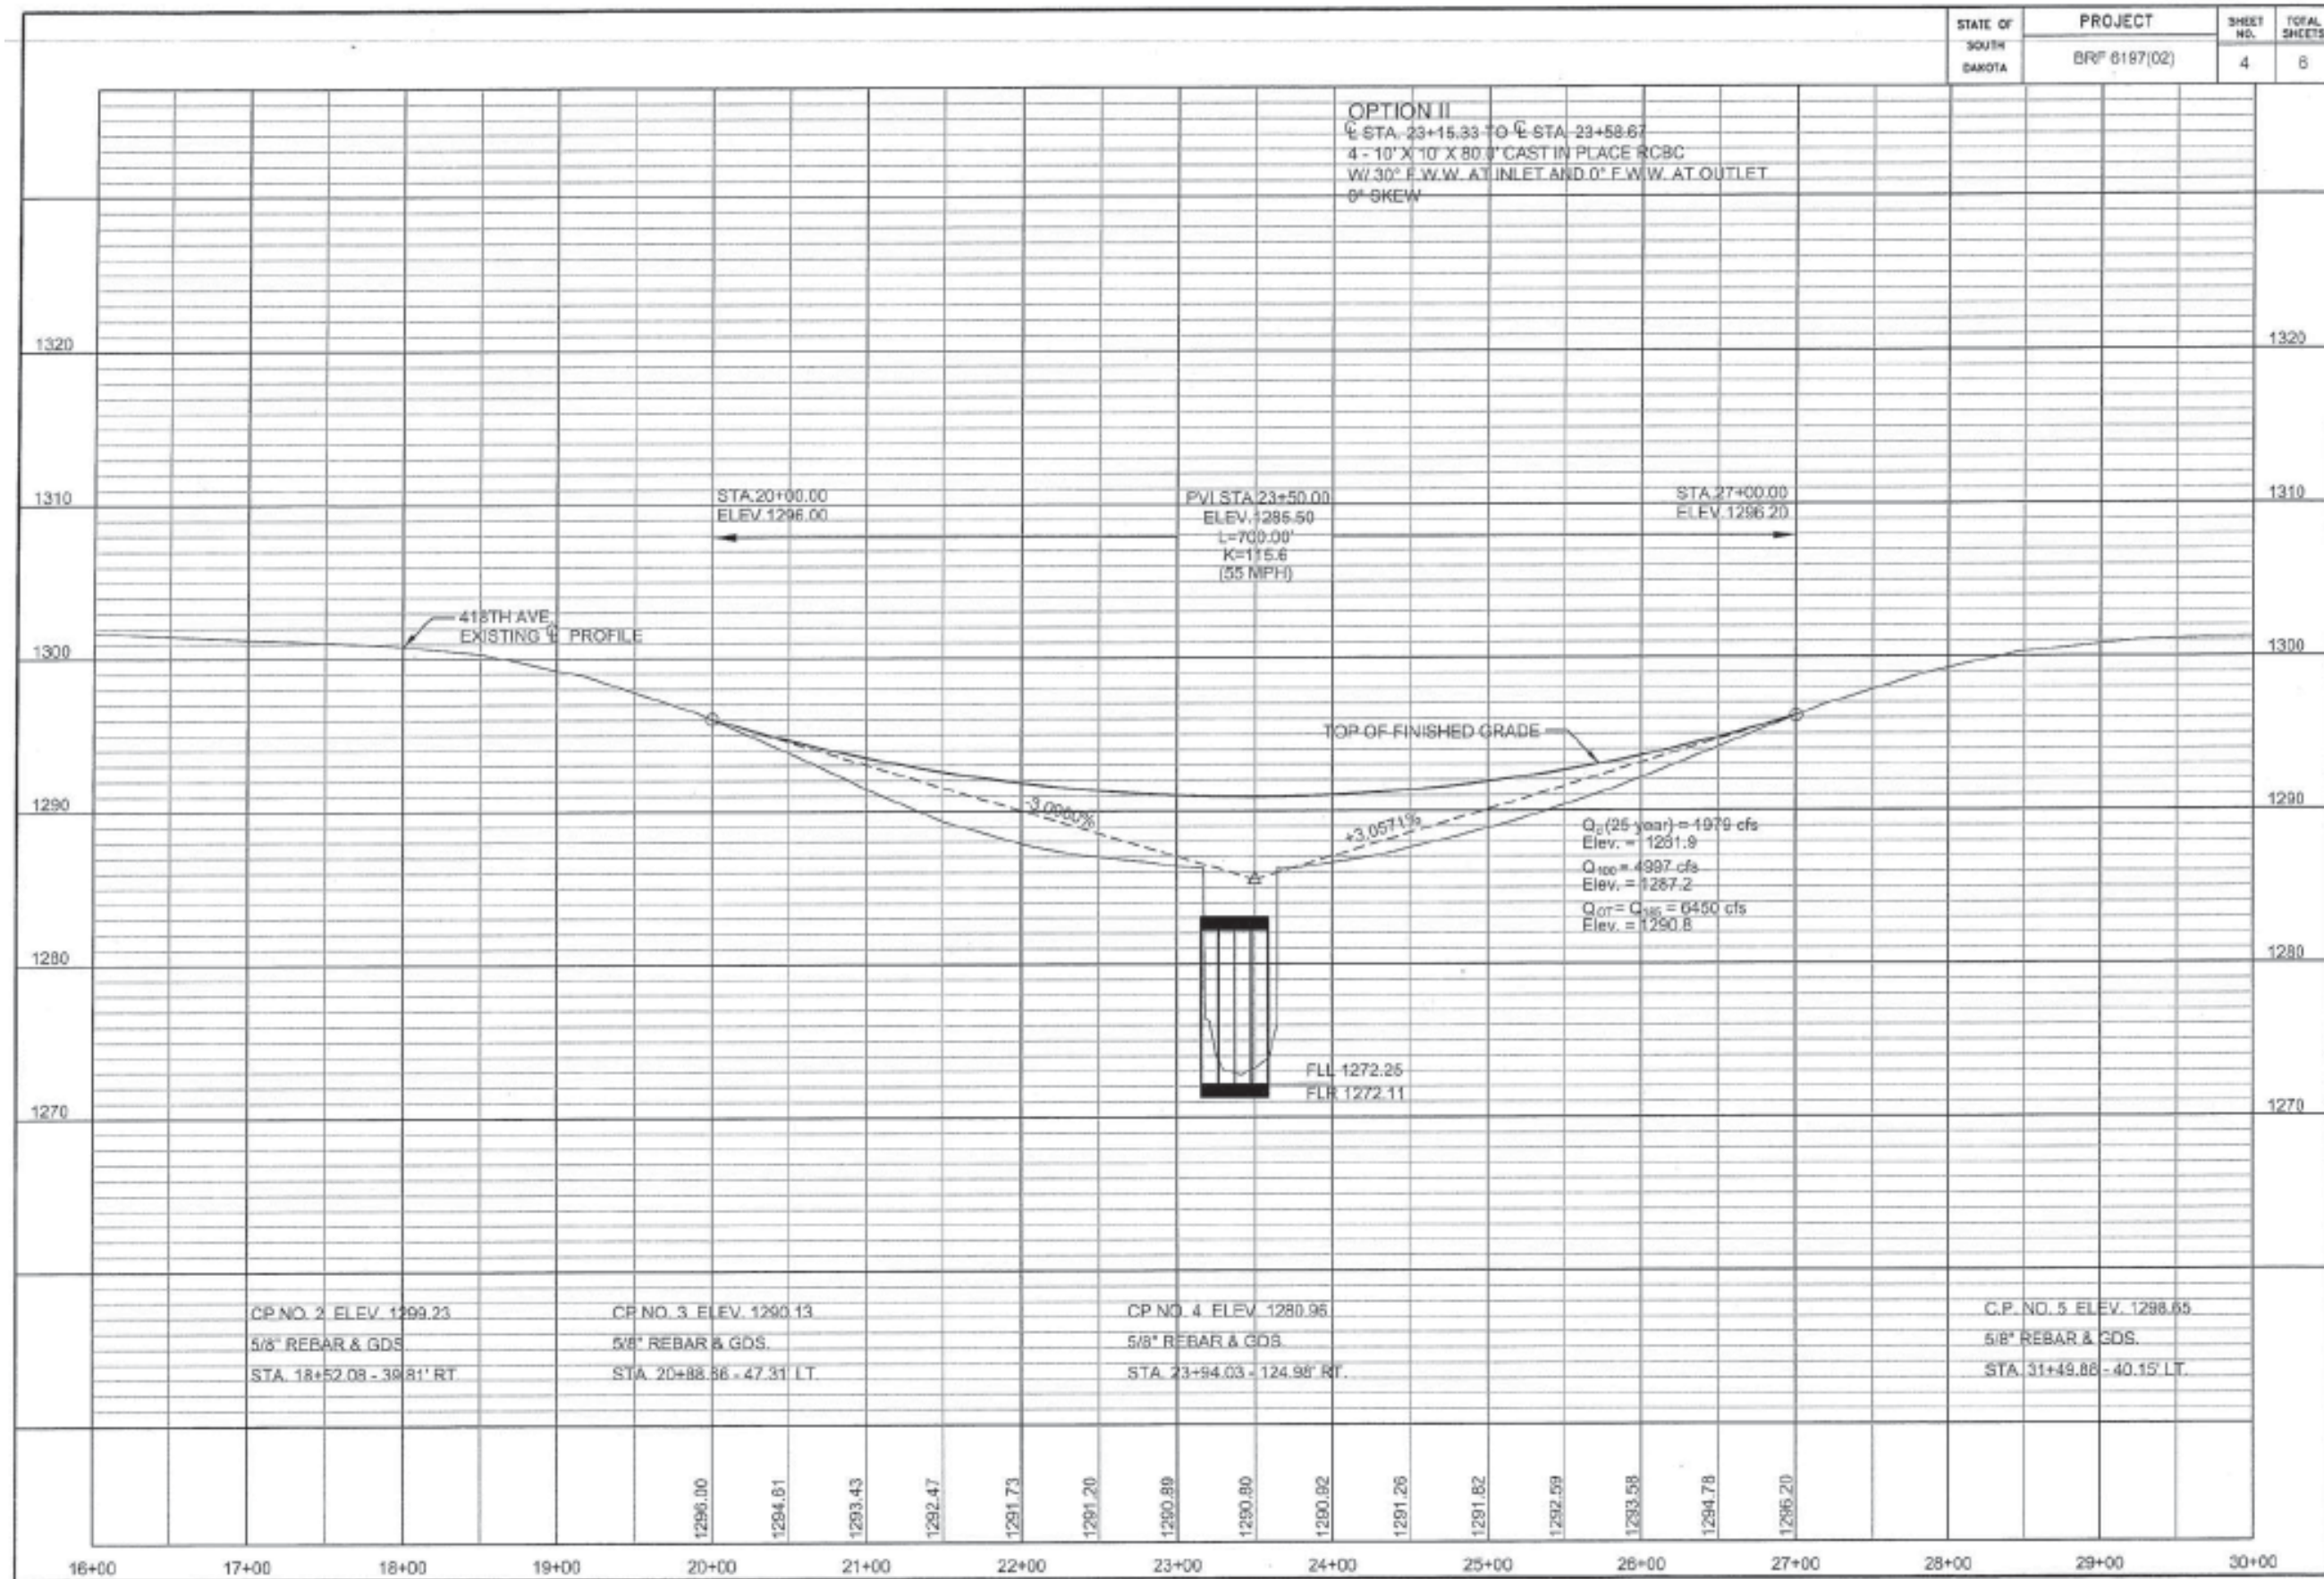 STATE OF SOUTH DAKOTA
PROJECT
BRF 6197(02)
SHEET NO.
4
TOTAL SHEETS
6
OPTION II
℄ STA. 23+15.33 TO ℄ STA. 23+58.67
4 - 10' X 10' X 80.0' CAST IN PLACE RCBC
W/ 30° F.W.W. AT INLET AND 0° F.W.W. AT OUTLET
0° SKEW
1320
1320
1310
1310
STA.20+00.00
ELEV.1296.00
PVI STA.23+50.00
ELEV.1285.50
L=700.00'
K=115.6
(55 MPH)
STA.27+00.00
ELEV.1296.20
418TH AVE.
EXISTING ℄ PROFILE
1300
1300
TOP OF FINISHED GRADE
1290
1290
-3.0000%
+3.0571%
(25 year) = 1979 cfs
Elev. = 1281.9
Q100 = 4997 cfs
Elev. = 1287.2
QOT = Q185 = 6450 cfs
Elev. = 1290.8
1280
1280
FLL 1272.25
FLR 1272.11
1270
1270
CP NO. 2 ELEV. 1299.23
5/8" REBAR & GDS.
STA. 18+52.08 - 39.81' RT.
CP NO. 3 ELEV. 1290.13
5/8" REBAR & GDS.
STA. 20+88.86 - 47.31' LT.
CP NO. 4 ELEV. 1280.96
5/8" REBAR & GDS.
STA. 23+94.03 - 124.98' RT.
C.P. NO. 5 ELEV. 1298.65
5/8" REBAR & GDS.
STA. 31+49.88 - 40.15' LT.
1296.00
1294.61
1293.43
1292.47
1291.73
1291.20
1290.89
1290.80
1290.92
1291.26
1291.82
1292.59
1293.58
1294.78
1296.20
16+00
17+00
18+00
19+00
20+00
21+00
22+00
23+00
24+00
25+00
26+00
27+00
28+00
29+00
30+00